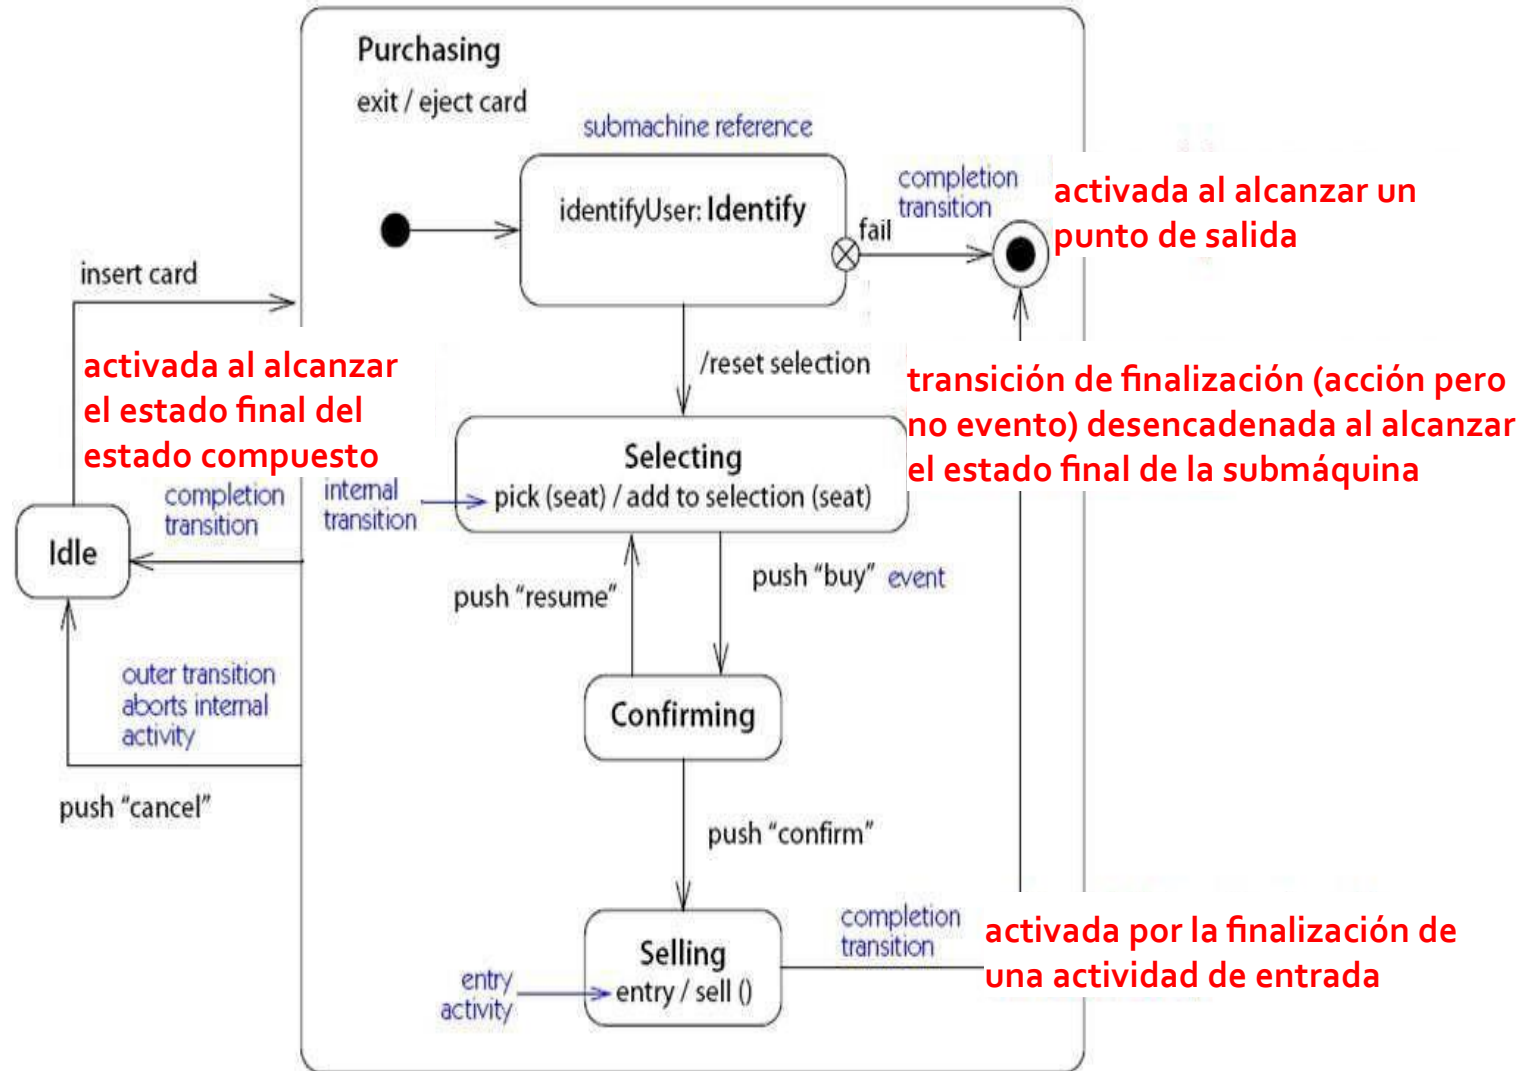 Purchasing
exit / eject card
submachine reference
identifyUser: Identify
fail
completion
transition
activada al alcanzar un
punto de salida
insert card
activada al alcanzar
el estado final del
estado compuesto
/reset selection
transición de finalización (acción pero
no evento) desencadenada al alcanzar
el estado final de la submáquina
Selecting
pick (seat) / add to selection (seat)
internal
transition
completion
transition
Idle
push “resume”
push “buy”
event
outer transition
aborts internal
activity
push “cancel”
Confirming
push “confirm”
Selling
entry / sell ()
entry
activity
completion
transition
activada por la finalización de
una actividad de entrada